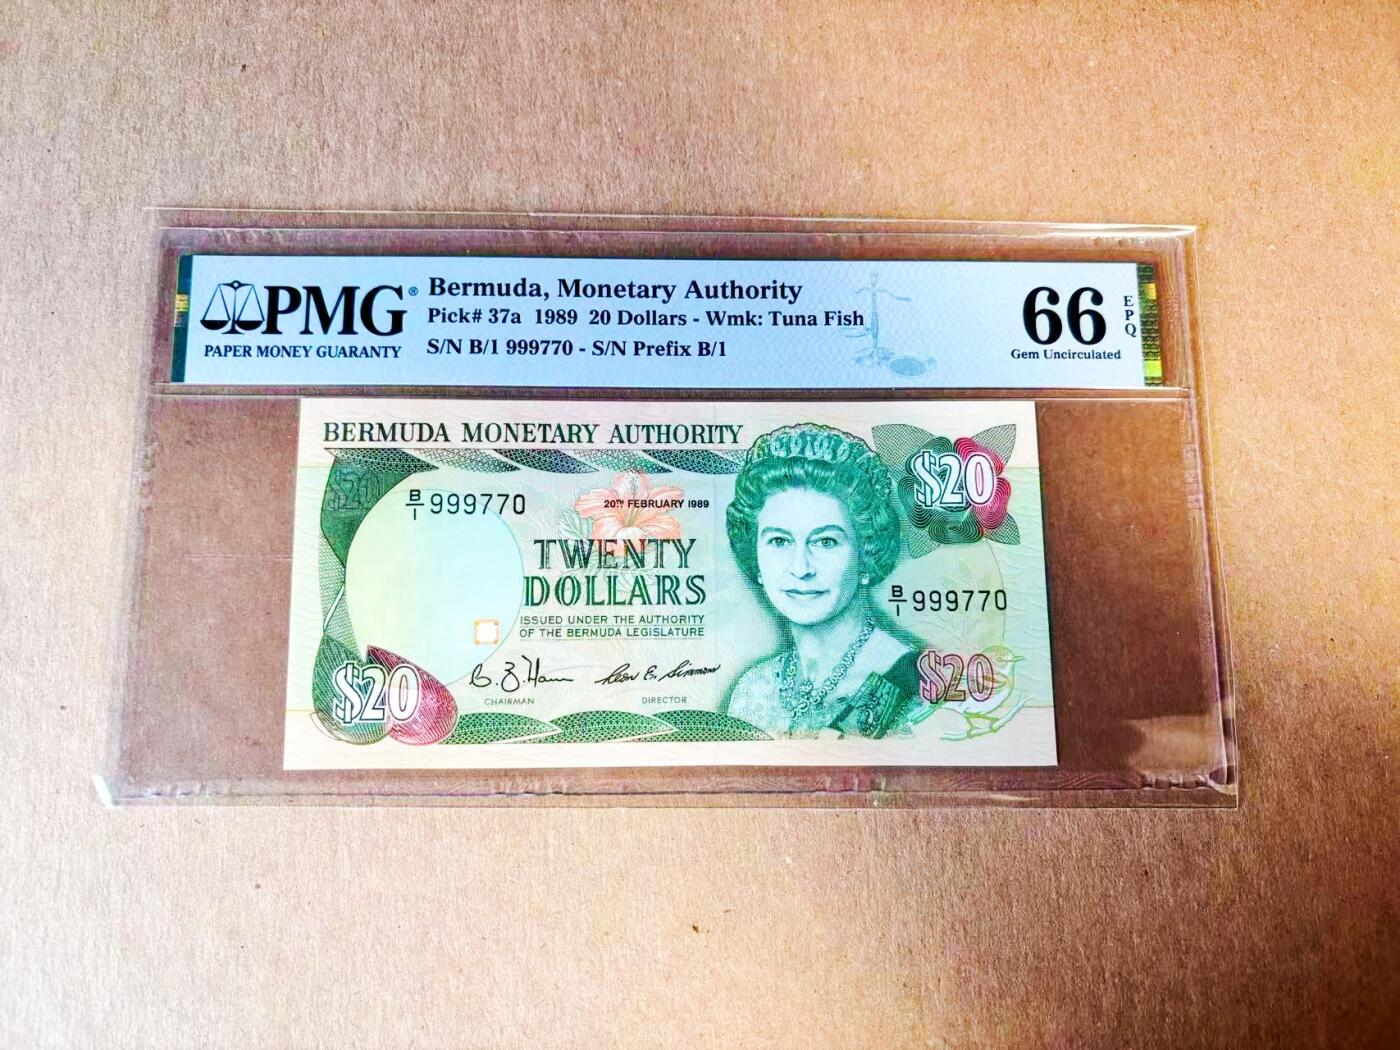 PMG®
PAPER MONEY GUARANTY
Bermuda, Monetary Authority
Pick# 37a 1989 20 Dollars - Wmk: Tuna Fish
S/N B/1 999770 - S/N Prefix B/1
66
EPQ
Gem Uncirculated
BERMUDA MONETARY AUTHORITY
$20
$20
B/1 999770
20TH FEBRUARY 1989
TWENTY
DOLLARS
B/1 999770
ISSUED UNDER THE AUTHORITY
OF THE BERMUDA LEGISLATURE
$20
$20
CHAIRMAN
DIRECTOR